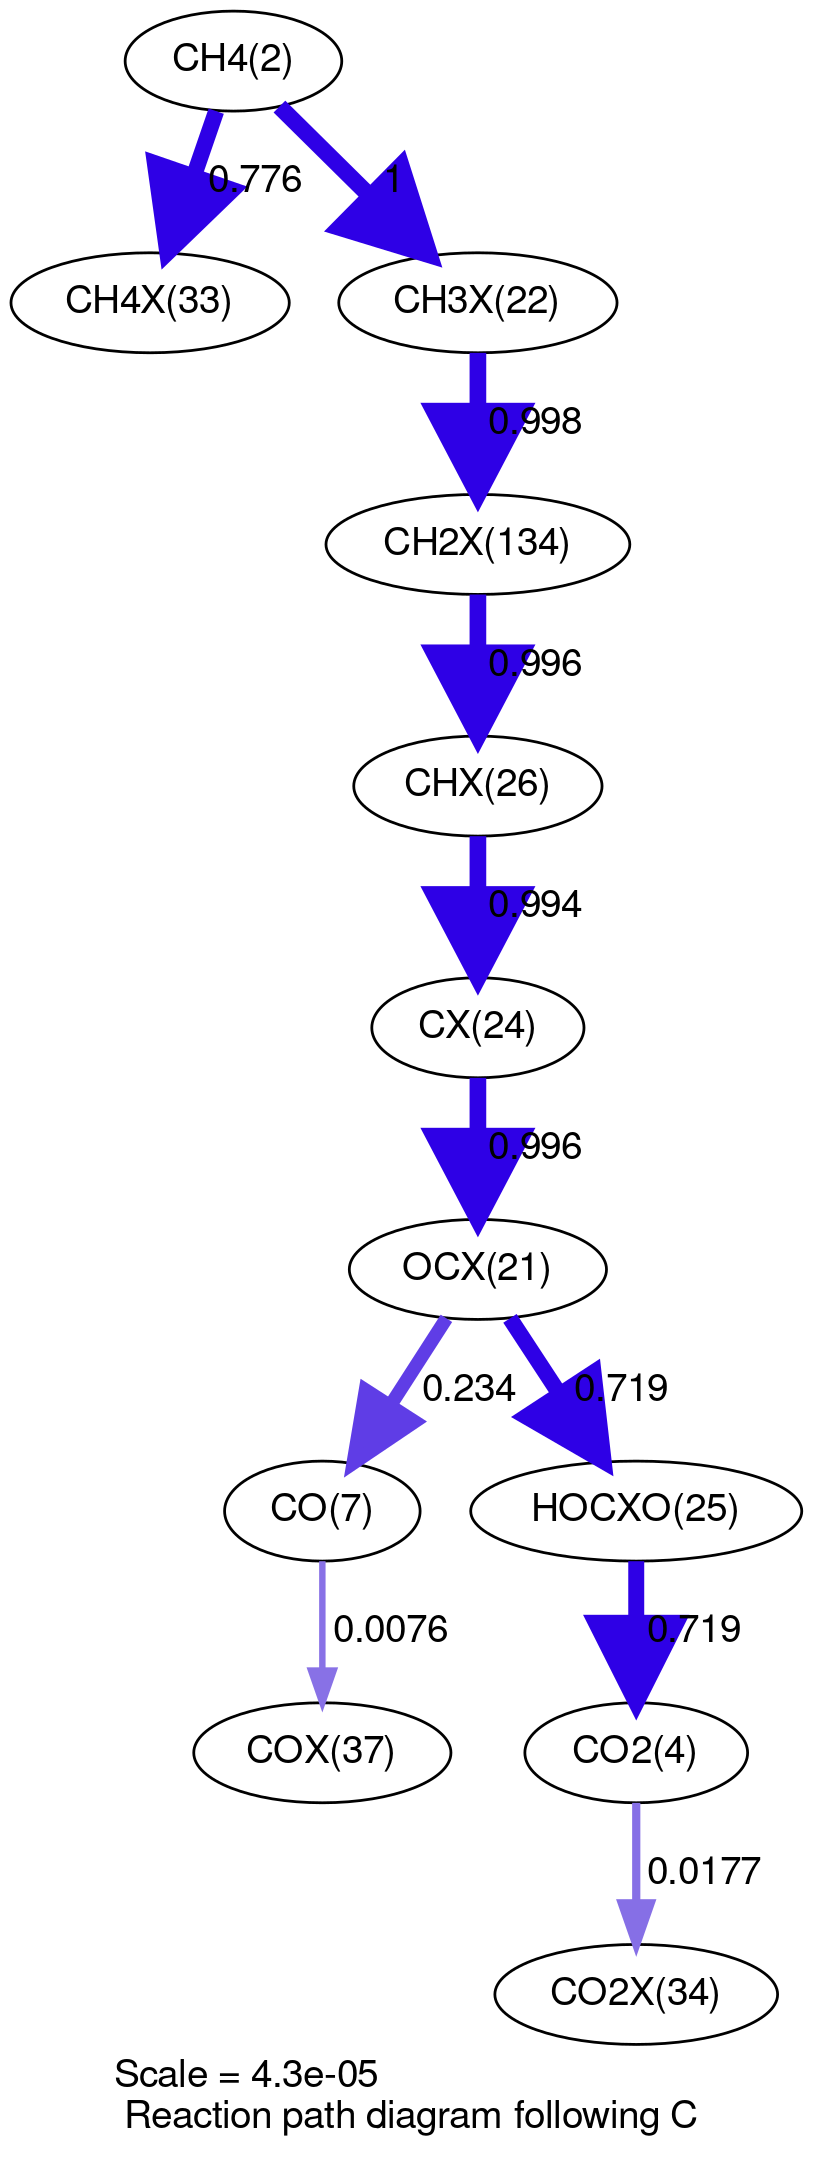 CH4(2)
0.776
1
CH4X(33)
CH3X(22)
0.998
CH2X(134)
0.996
CHX(26)
0.994
CX(24)
0.996
OCX(21)
0.234
0.719
CO(7)
HOCXO(25)
0.0076
0.719
COX(37)
CO2(4)
0.0177
CO2X(34)
Scale = 4.3e-05
Reaction path diagram following C